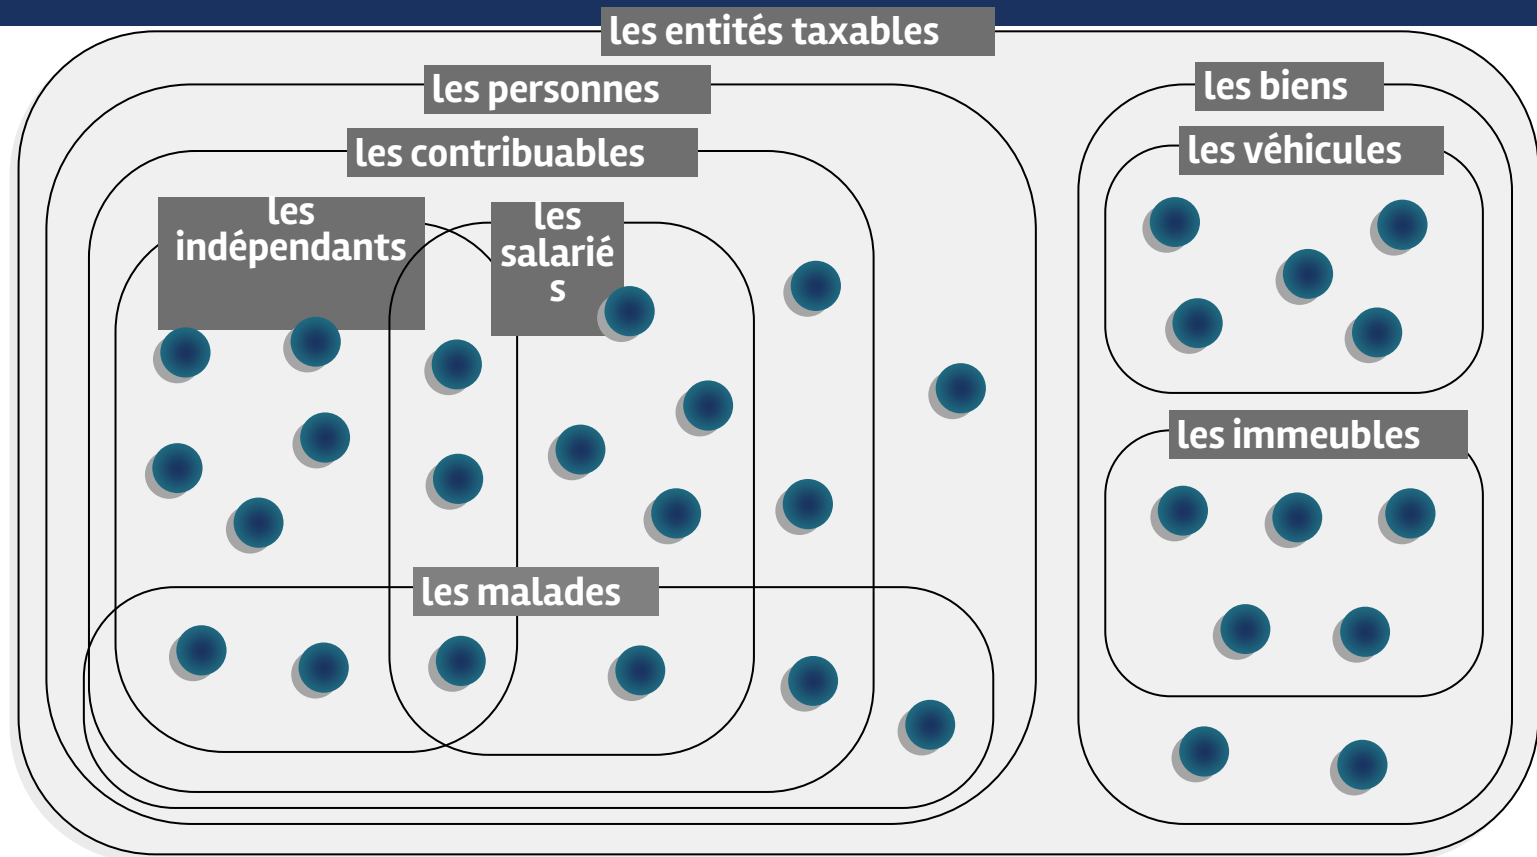 les entités taxables
les personnes
les biens
les contribuables
les véhicules
les
indépendants
les
salarié
s
les immeubles
les malades